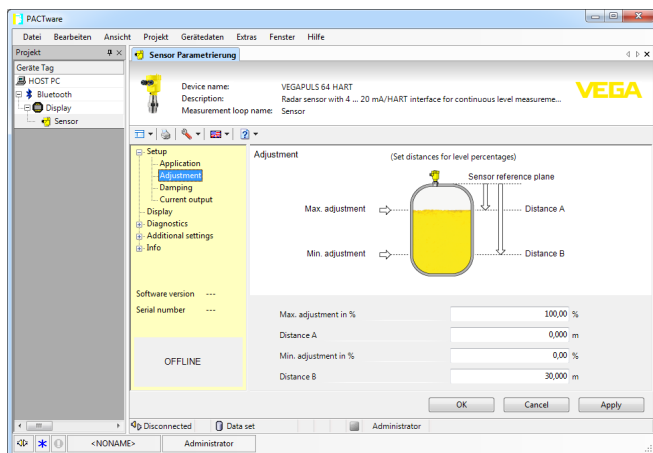 PACTware
Datei Bearbeiten Ansicht Projekt Gerätedaten Extras Fenster Hilfe
Projekt
Sensor Parametrierung
Geräte Tag
HOST PC
Bluetooth
Display
Sensor
Device name: VEGAPULS 64 HART
Description: Radar sensor with 4 ... 20 mA/HART interface for continuous level measureme...
Measurement loop name: Sensor
VEGA
Setup
Application
Adjustment
Damping
Current output
Display
Diagnostics
Additional settings
Info
Software version ---
Serial number ---
OFFLINE
Adjustment
(Set distances for level percentages)
Sensor reference plane
Max. adjustment
Distance A
Min. adjustment
Distance B
Max. adjustment in % 100,00 %
Distance A 0,000 m
Min. adjustment in % 0,00 %
Distance B 30,000 m
OK Cancel Apply
Disconnected Data set Administrator
<NONAME> Administrator